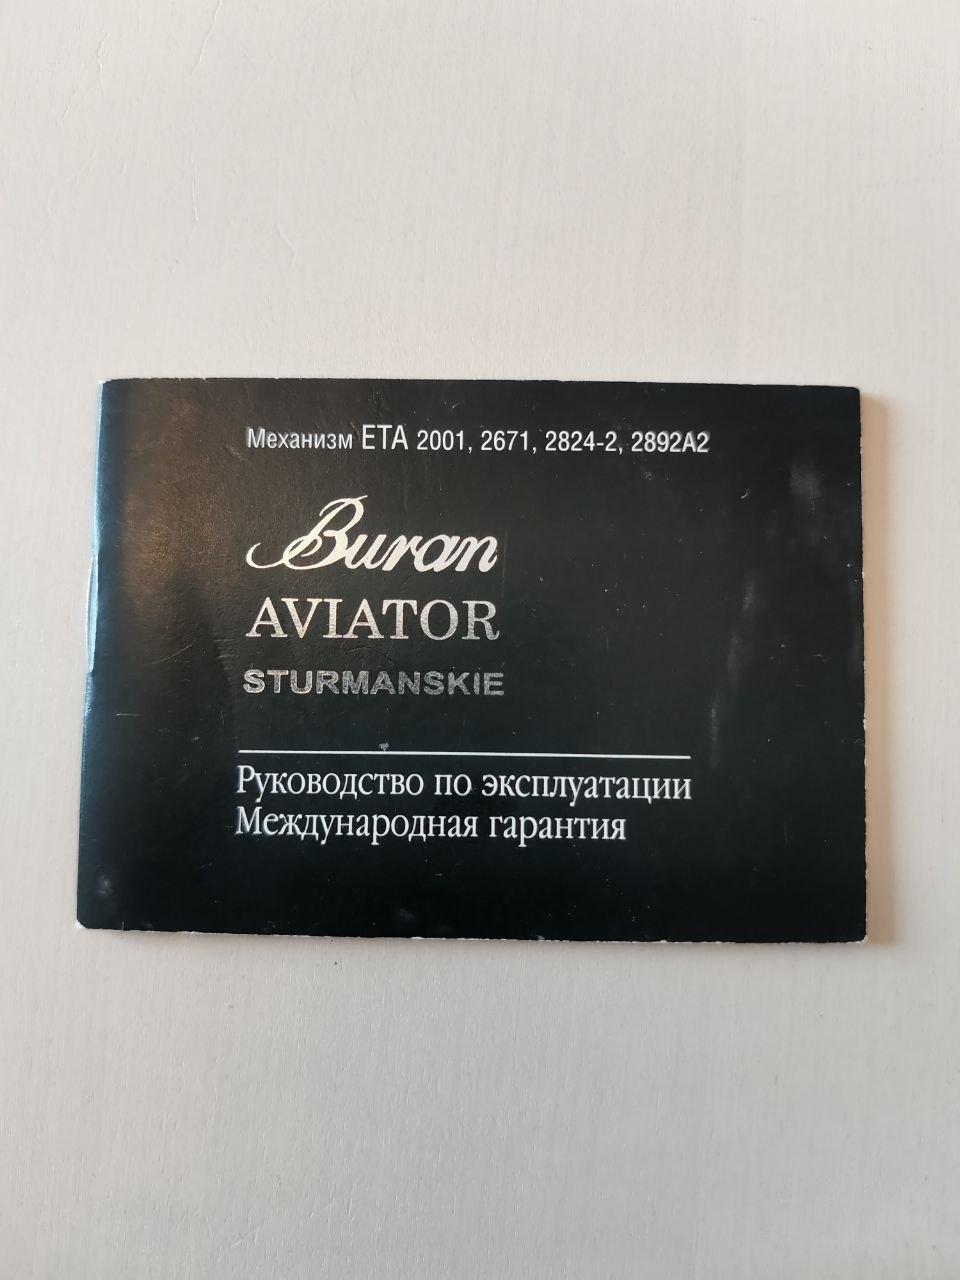 Механизм ETA 2001, 2671, 2824-2, 2892A2
Buran
AVIATOR
STURMANSKIE
Руководство по эксплуатации
Международная гарантия